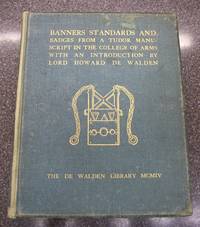 BANNERS STANDARDS AND
BADGES FROM A TUDOR MANU-
SCRIPT IN THE COLLEGE OF ARMS
WITH AN INTRODUCTION BY
LORD HOWARD DE WALDEN
THE DE WALDEN LIBRARY MCMIV